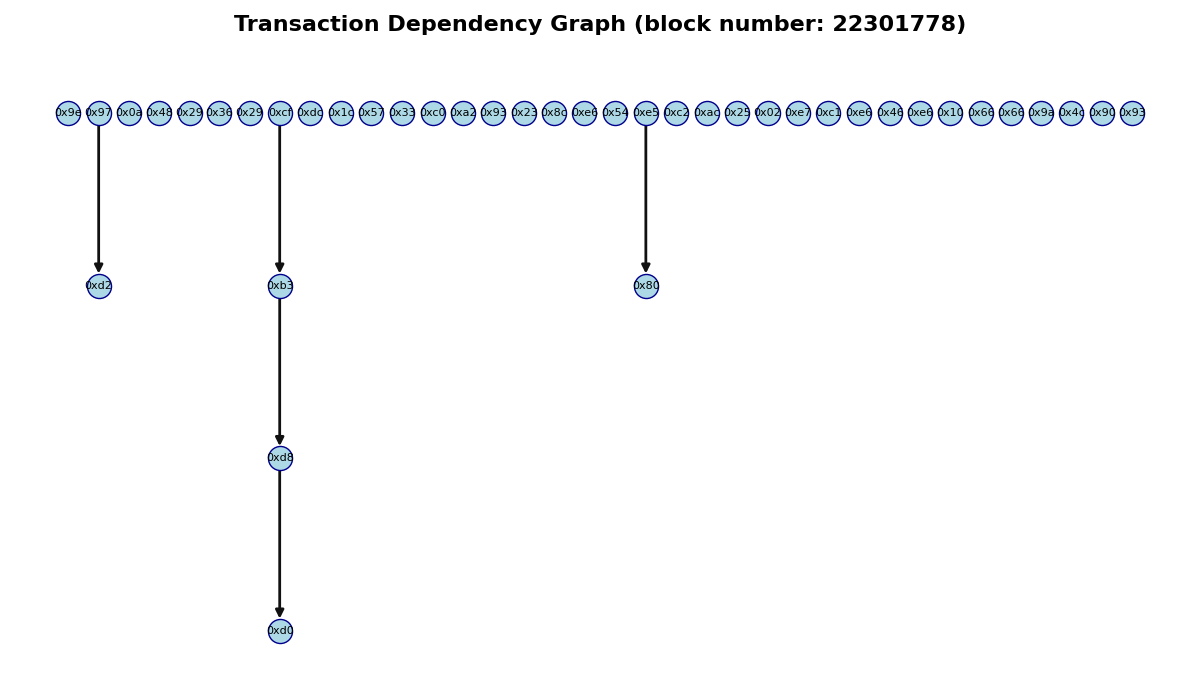 Transaction Dependency Graph (block number: 22301778)
0x9e 0x97 0x0a 0x48 0x29 0x36 0x29 0xcf 0xdc 0x1c 0x57 0x33 0xc0 0xa2 0x93 0x23 0x8c 0xe6 0x54 0xe5 0xc2 0xac 0x25 0x02 0xe7 0xc1 0xe6 0x46 0xe6 0x10 0x66 0x66 0x9a 0x4c 0x90 0x93
0xd2 0xb3 0x80
0xd8
0xd0